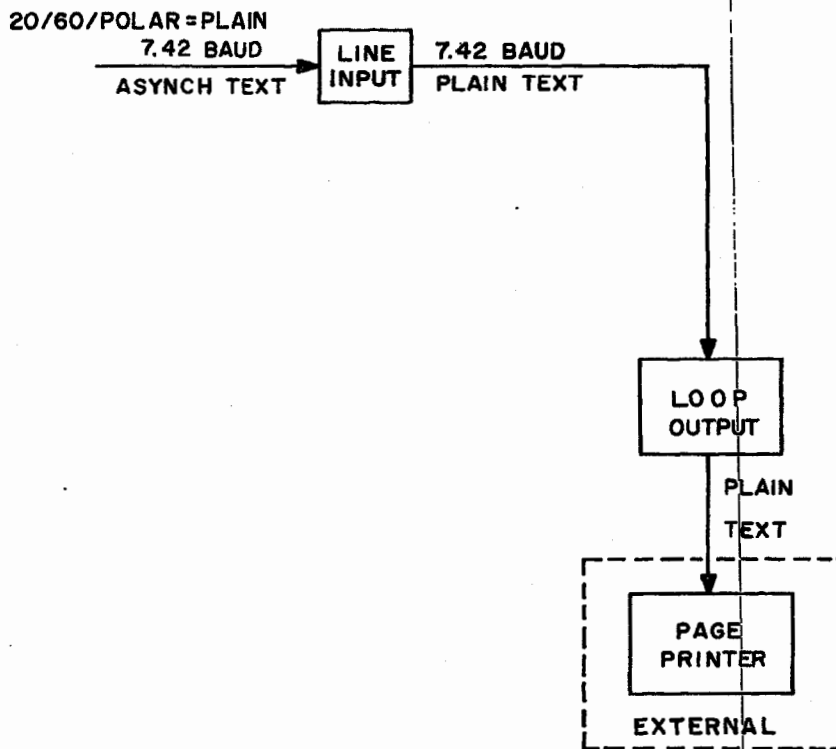 20/60/POLAR=PLAIN
7.42 BAUD
ASYNCH TEXT
LINE
INPUT
7.42 BAUD
PLAIN TEXT
LOOP
OUTPUT
PLAIN
TEXT
PAGE
PRINTER
EXTERNAL